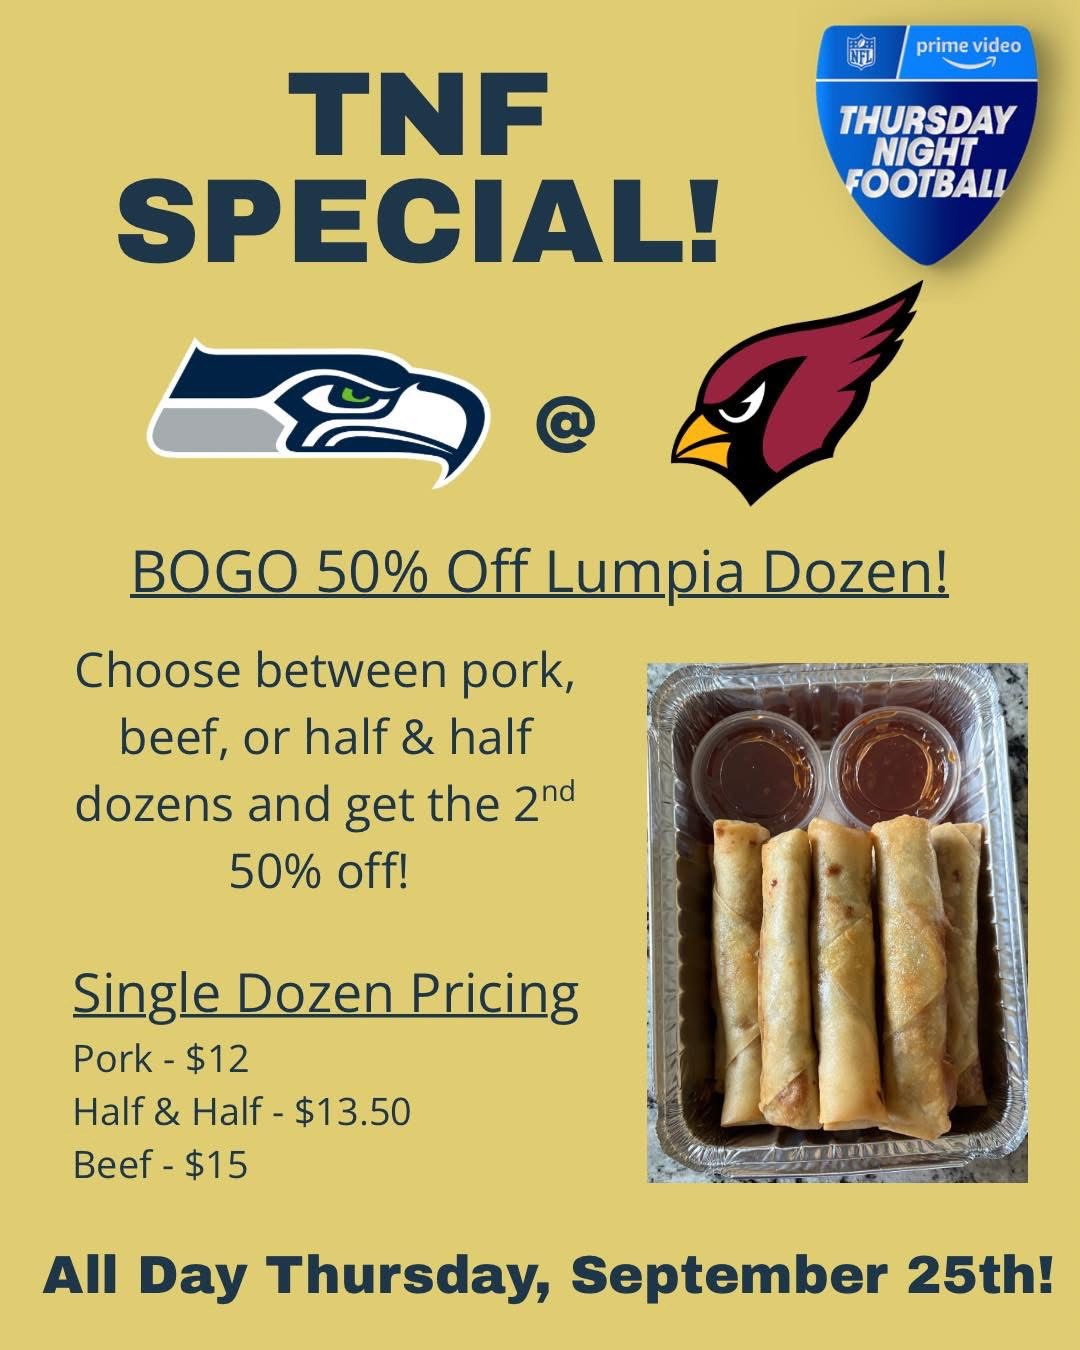 TNF
SPECIAL!
NFL
prime video
THURSDAY
NIGHT
FOOTBALL
@
BOGO 50% Off Lumpia Dozen!
Choose between pork,
beef, or half & half
dozens and get the 2nd
50% off!
Single Dozen Pricing
Pork - $12
Half & Half - $13.50
Beef - $15
All Day Thursday, September 25th!